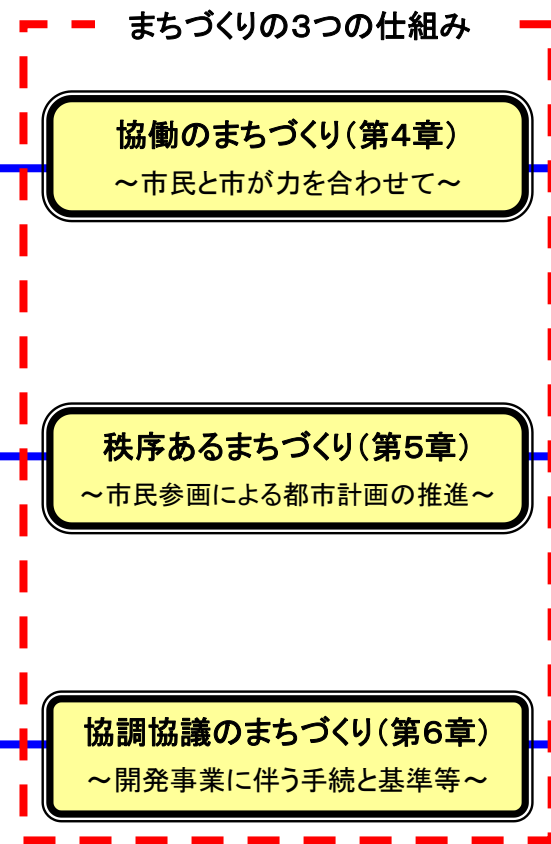 まちづくりの3つの仕組み
協働のまちづくり（第4章）
～市民と市が力を合わせて～
秩序あるまちづくり（第5章）
～市民参画による都市計画の推進～
協調協議のまちづくり（第6章）
～開発事業に伴う手続と基準等～